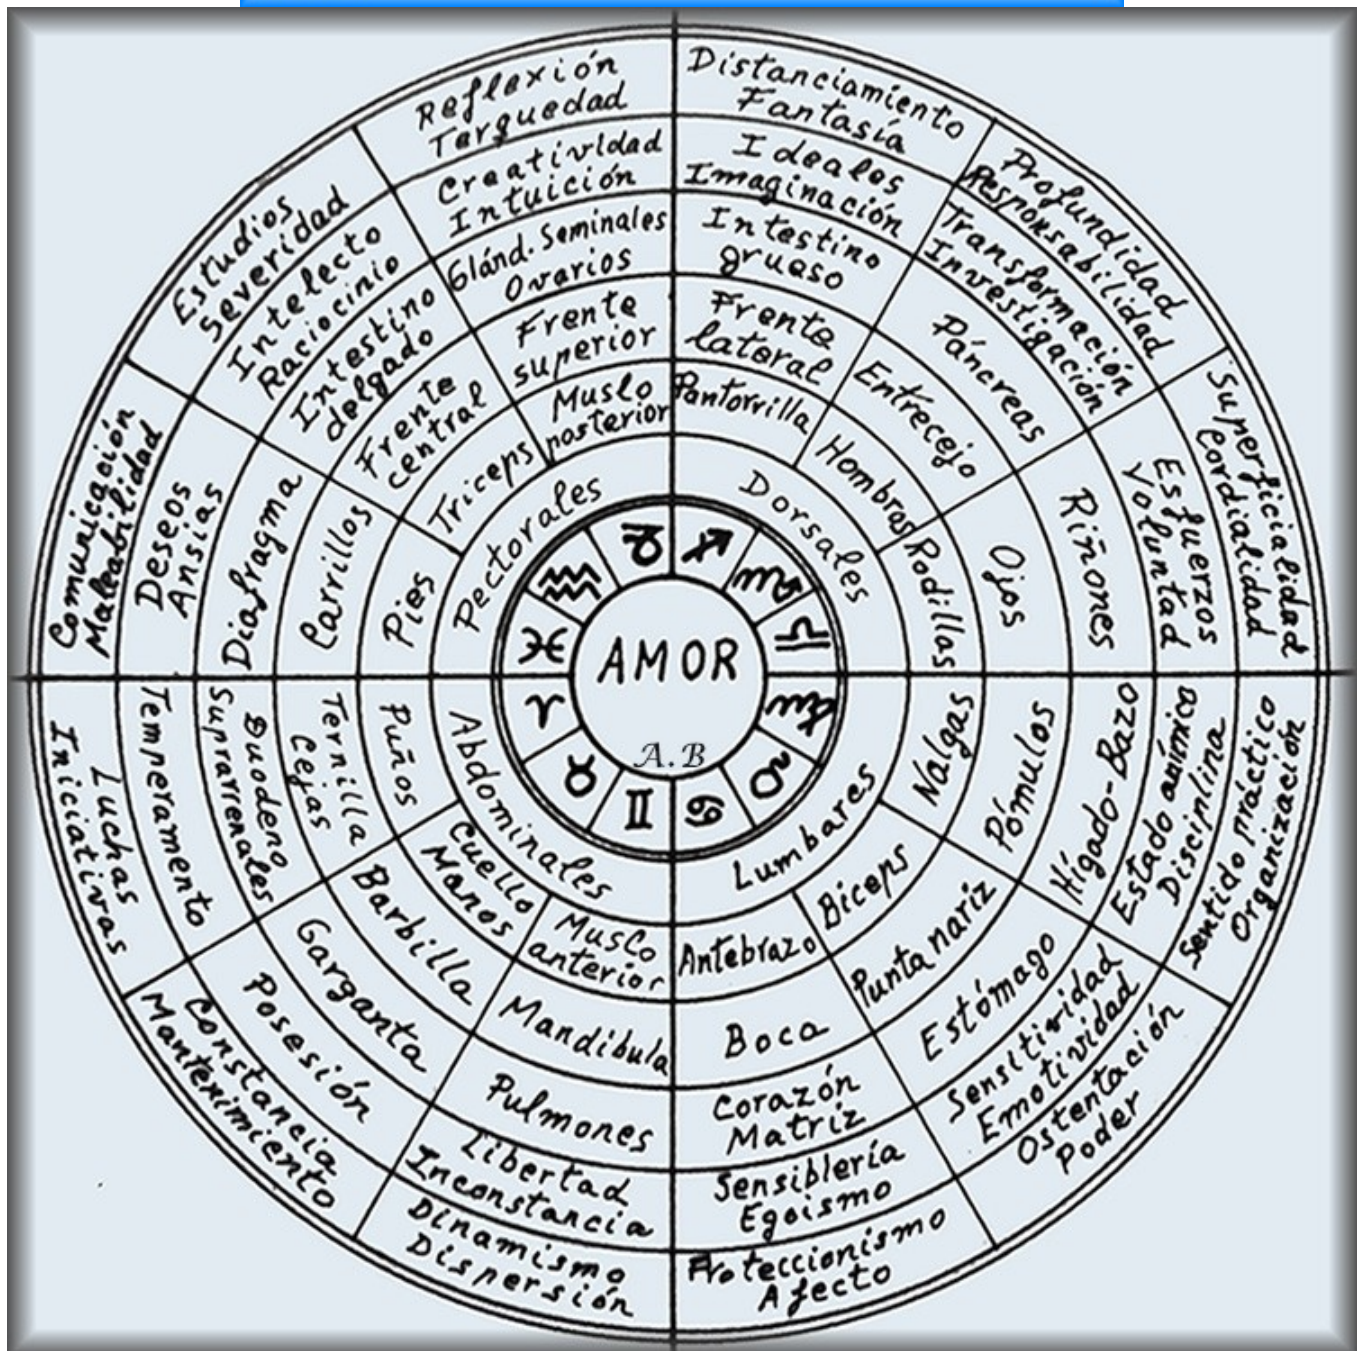 Reflexión
Terquedad
Creatividad
Intuición
Gland. Seminales
Ovarios
Frente
superior
Muslo
posterior
Distanciamiento
Fantasía
Ideales
Imaginación
Intestino
grueso
Frente
lateral
Pantorrilla
Profundidad
Responsabilidad
Transformación
Investigación
Páncreas
Entrecejo
Hombros
Superficialidad
Cordialidad
Esfuerzos
Voluntad
Riñones
Ojos
Rodillas
Dorsales
Sentido práctico
Organización
Estado anímico
Disciplina
Hígado-Bazo
Pómulos
Nalgas
Ostentación
Poder
Sensitividad
Emotividad
Estómago
Punta nariz
Biceps
Proteccionismo
Afecto
Sensiblería
Egoismo
Corazón
Matriz
Boca
Antebrazo
Lumbares
Dinamismo
Dispersión
Libertad
Inconstancia
Pulmones
Mandibula
Muslo
anterior
Constancia
Mantenimiento
Posesión
Garganta
Barbilla
Cuello
Manos
Luchas
Iniciativas
Temperamento
Buodeno
Suprarrenales
Ternilla
Cejas
Puños
Abdominales
Comunicación
Maleabilidad
Deseos
Ansias
Diafragma
Carrillos
Pies
Estudios
Severidad
Intelecto
Raciocinio
Intestino
delgado
Frente
central
Triceps
Pectorales
♑ ♐ ♏ ♎ ♍ ♌ ♋ ♊ ♉ ♈ ♓ ♒
AMOR
A.B